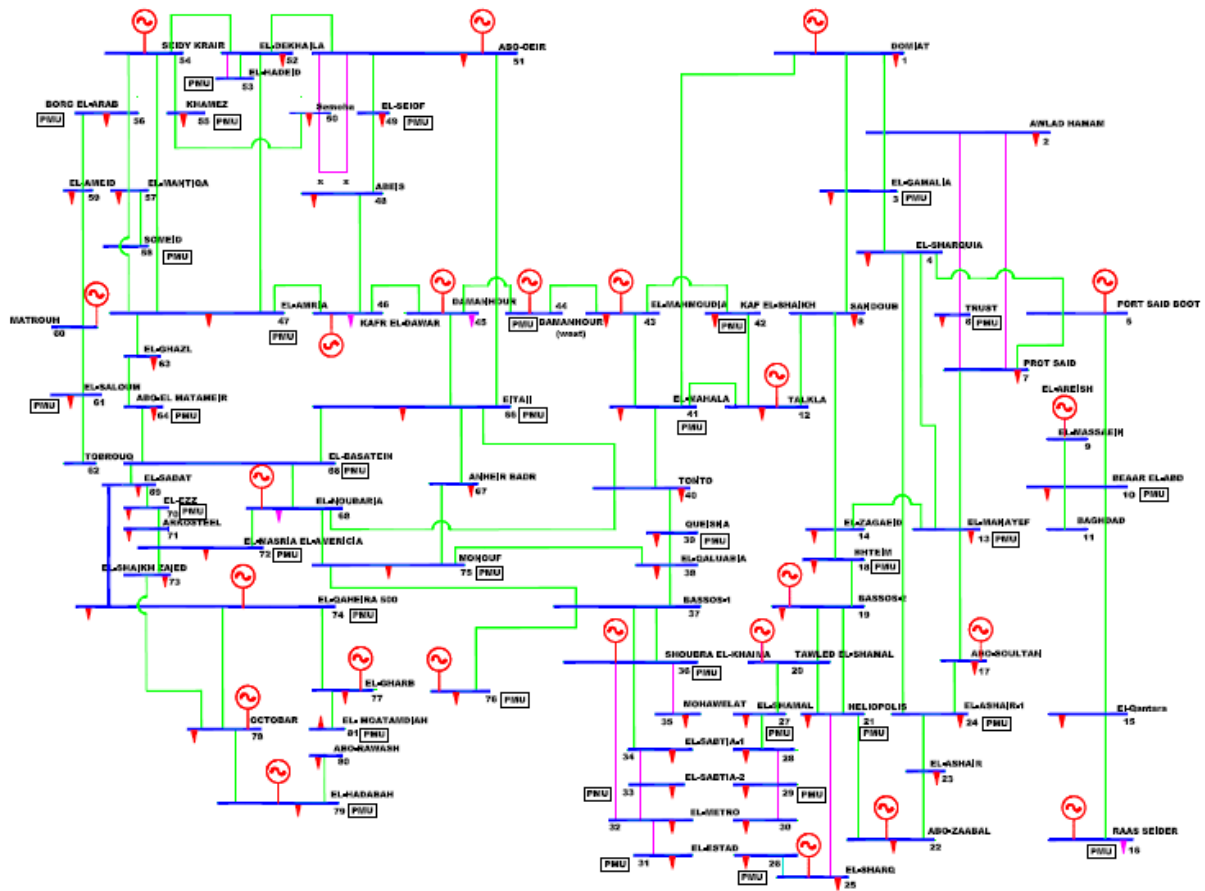 SEIDY KRAIR
54
EL-DEKHAILA
52
EL-HADEID
53
PMU
ABO-QEIR
51
DOMIAT
1
BORG EL-ARAB
PMU
56
KHAMEZ
55
PMU
Semoha
50
EL-SEIOF
49
PMU
AWLAD HAMAM
2
EL-AMEID
59
EL-MANTIQA
57
X X
ABEIS
48
EL-GAMALIA
3
PMU
SOMEID
58
PMU
EL-SHARQUIA
4
MATROUH
60
EL-AMRIA
47
PMU
46
KAFR EL-DAWAR
DAMANHOUR
45
PMU
44
DAMANHOUR
(west)
EL-MAHMOUDIA
43
KAF EL-SHAIKH
PMU
42
SANDOUB
8
TRUST
6
PMU
PORT SAID BOOT
5
EL-GHAZL
63
PROT SAID
7
EL-SALOUM
PMU
61
ABO-EL MATAMEIR
64
PMU
ETAI
65
PMU
EL-MAHALA
41
PMU
TALKLA
12
EL-AREISH
EL-MASSAEIH
9
TOBROUQ
62
EL-BASATEIN
66
PMU
EL-SADAT
69
EL-EZZ
70
PMU
ARKOSTEEL
71
EL-NOUBARIA
68
ANHEIR BADR
67
TONTO
40
BEAAR EL-ABD
10
PMU
QUEISNA
39
PMU
EL-ZAGAEID
14
EL-MANAYEF
13
PMU
BAGHDAD
11
EL-NASRIA EL-AMERICIA
72
PMU
EL-SHAIKH ZAIED
73
MONOUF
75
PMU
EL-QALUABIA
38
SHTEIM
18
PMU
EL-QAHEIRA 500
74
PMU
BASSOS-1
37
BASSOS-2
19
SHOUBRA EL-KHAIMA
36
PMU
TAWLED EL-SHAMAL
20
ABO-SOULTAN
17
EL-GHARB
77
76
PMU
MOHAWELAT
35
EL-SHAMAL
27
PMU
HELIOPOLIS
21
PMU
EL-ASHAIR-1
24
PMU
El-Qantara
15
OCTOBAR
78
EL-MOATAMDIAH
81
PMU
ABO-RAWASH
80
EL-SABTIA-1
34
28
EL-SABTIA-2
PMU
33
29
PMU
EL-ASHAIR
23
EL-HADABAH
79
PMU
EL-METRO
32
30
EL-ESTAD
PMU
31
26
PMU
EL-SHARQ
25
ABO-ZAABAL
22
RAAS SEIDER
PMU
16